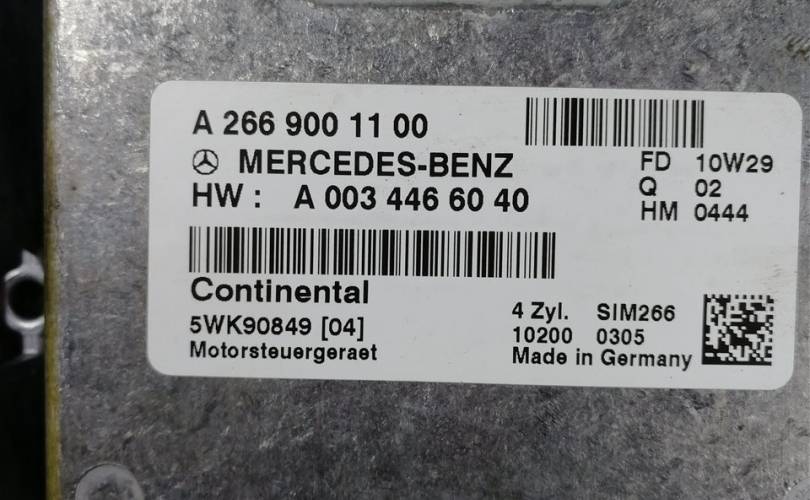 A 266 900 11 00
MERCEDES-BENZ
HW : A 003 446 60 40
FD 10W29
Q 02
HM 0444
Continental
5WK90849 [04]
Motorsteuergeraet
4 Zyl. SIM266
10200 0305
Made in Germany